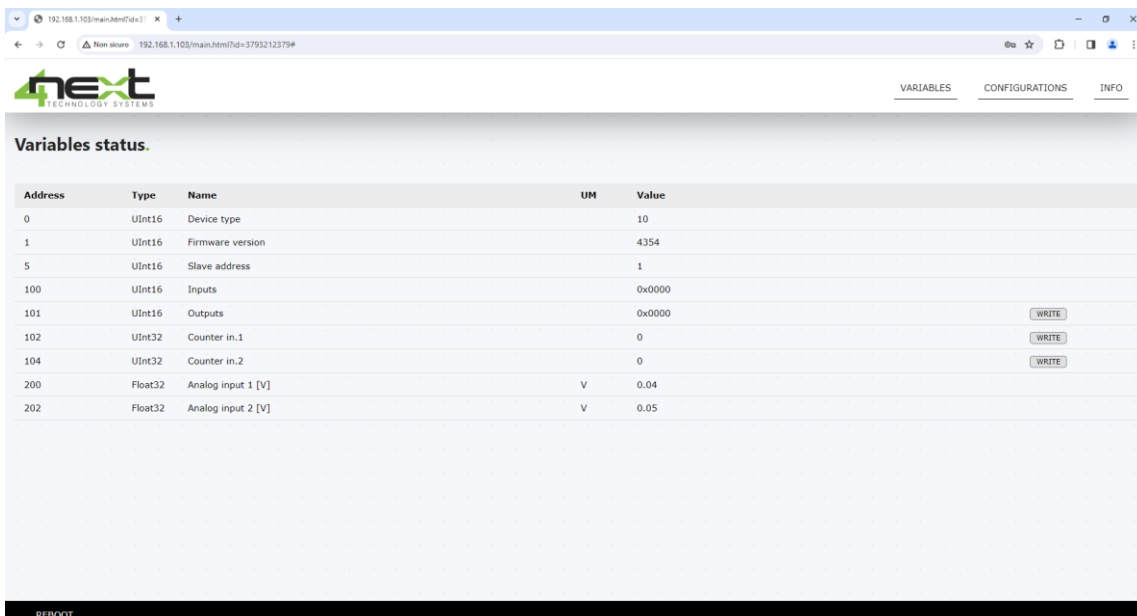 192.168.1.103/main.html?id=37
Non sicuro 192.168.1.103/main.html?id=3793212379#
4next
TECHNOLOGY SYSTEMS
VARIABLES CONFIGURATIONS INFO
Variables status.
Address Type Name UM Value
0 UInt16 Device type 10
1 UInt16 Firmware version 4354
5 UInt16 Slave address 1
100 UInt16 Inputs 0x0000
101 UInt16 Outputs 0x0000 WRITE
102 UInt32 Counter in.1 0 WRITE
104 UInt32 Counter in.2 0 WRITE
200 Float32 Analog input 1 [V] V 0.04
202 Float32 Analog input 2 [V] V 0.05
REBOOT